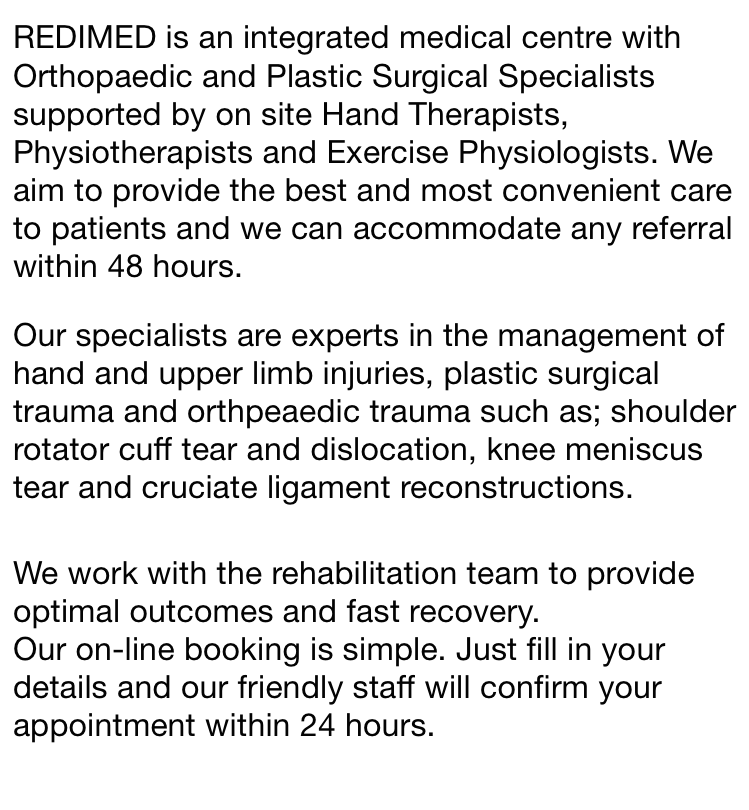 REDIMED is an integrated medical centre with
Orthopaedic and Plastic Surgical Specialists
supported by on site Hand Therapists,
Physiotherapists and Exercise Physiologists. We
aim to provide the best and most convenient care
to patients and we can accommodate any referral
within 48 hours.
Our specialists are experts in the management of
hand and upper limb injuries, plastic surgical
trauma and orthpeaedic trauma such as; shoulder
rotator cuff tear and dislocation, knee meniscus
tear and cruciate ligament reconstructions.
We work with the rehabilitation team to provide
optimal outcomes and fast recovery.
Our on-line booking is simple. Just fill in your
details and our friendly staff will confirm your
appointment within 24 hours.